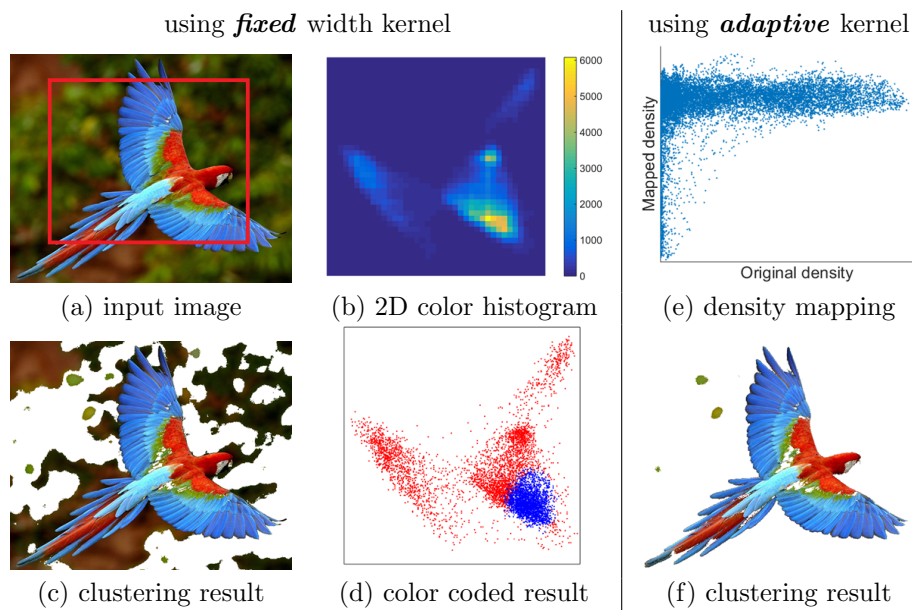 using fixed width kernel
using adaptive kernel
6000
5000
4000
3000
2000
1000
0
Mapped density
Original density
(a) input image
(b) 2D color histogram
(e) density mapping
(c) clustering result
(d) color coded result
(f) clustering result